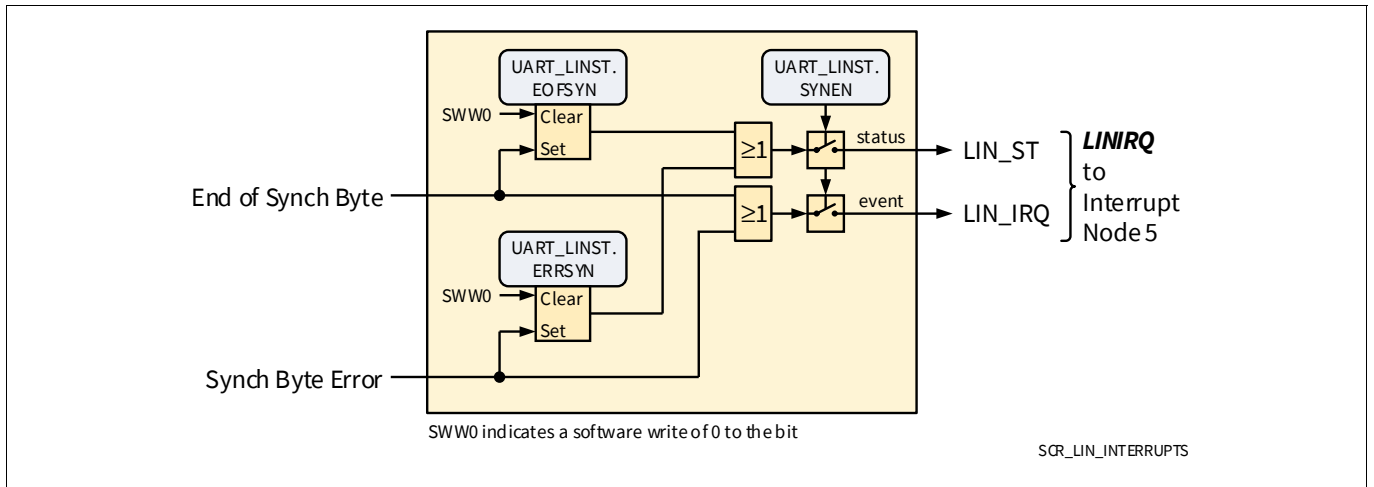 UART_LINST.
EOFSYN
UART_LINST.
SYNEN
SWW0
Clear
Set
≥1
status
LIN_ST
LINIRQ
to
Interrupt
Node 5
End of Synch Byte
≥1
event
LIN_IRQ
UART_LINST.
ERRSYN
SWW0
Clear
Set
Synch Byte Error
SWW0 indicates a software write of 0 to the bit
SCR_LIN_INTERRUPTS